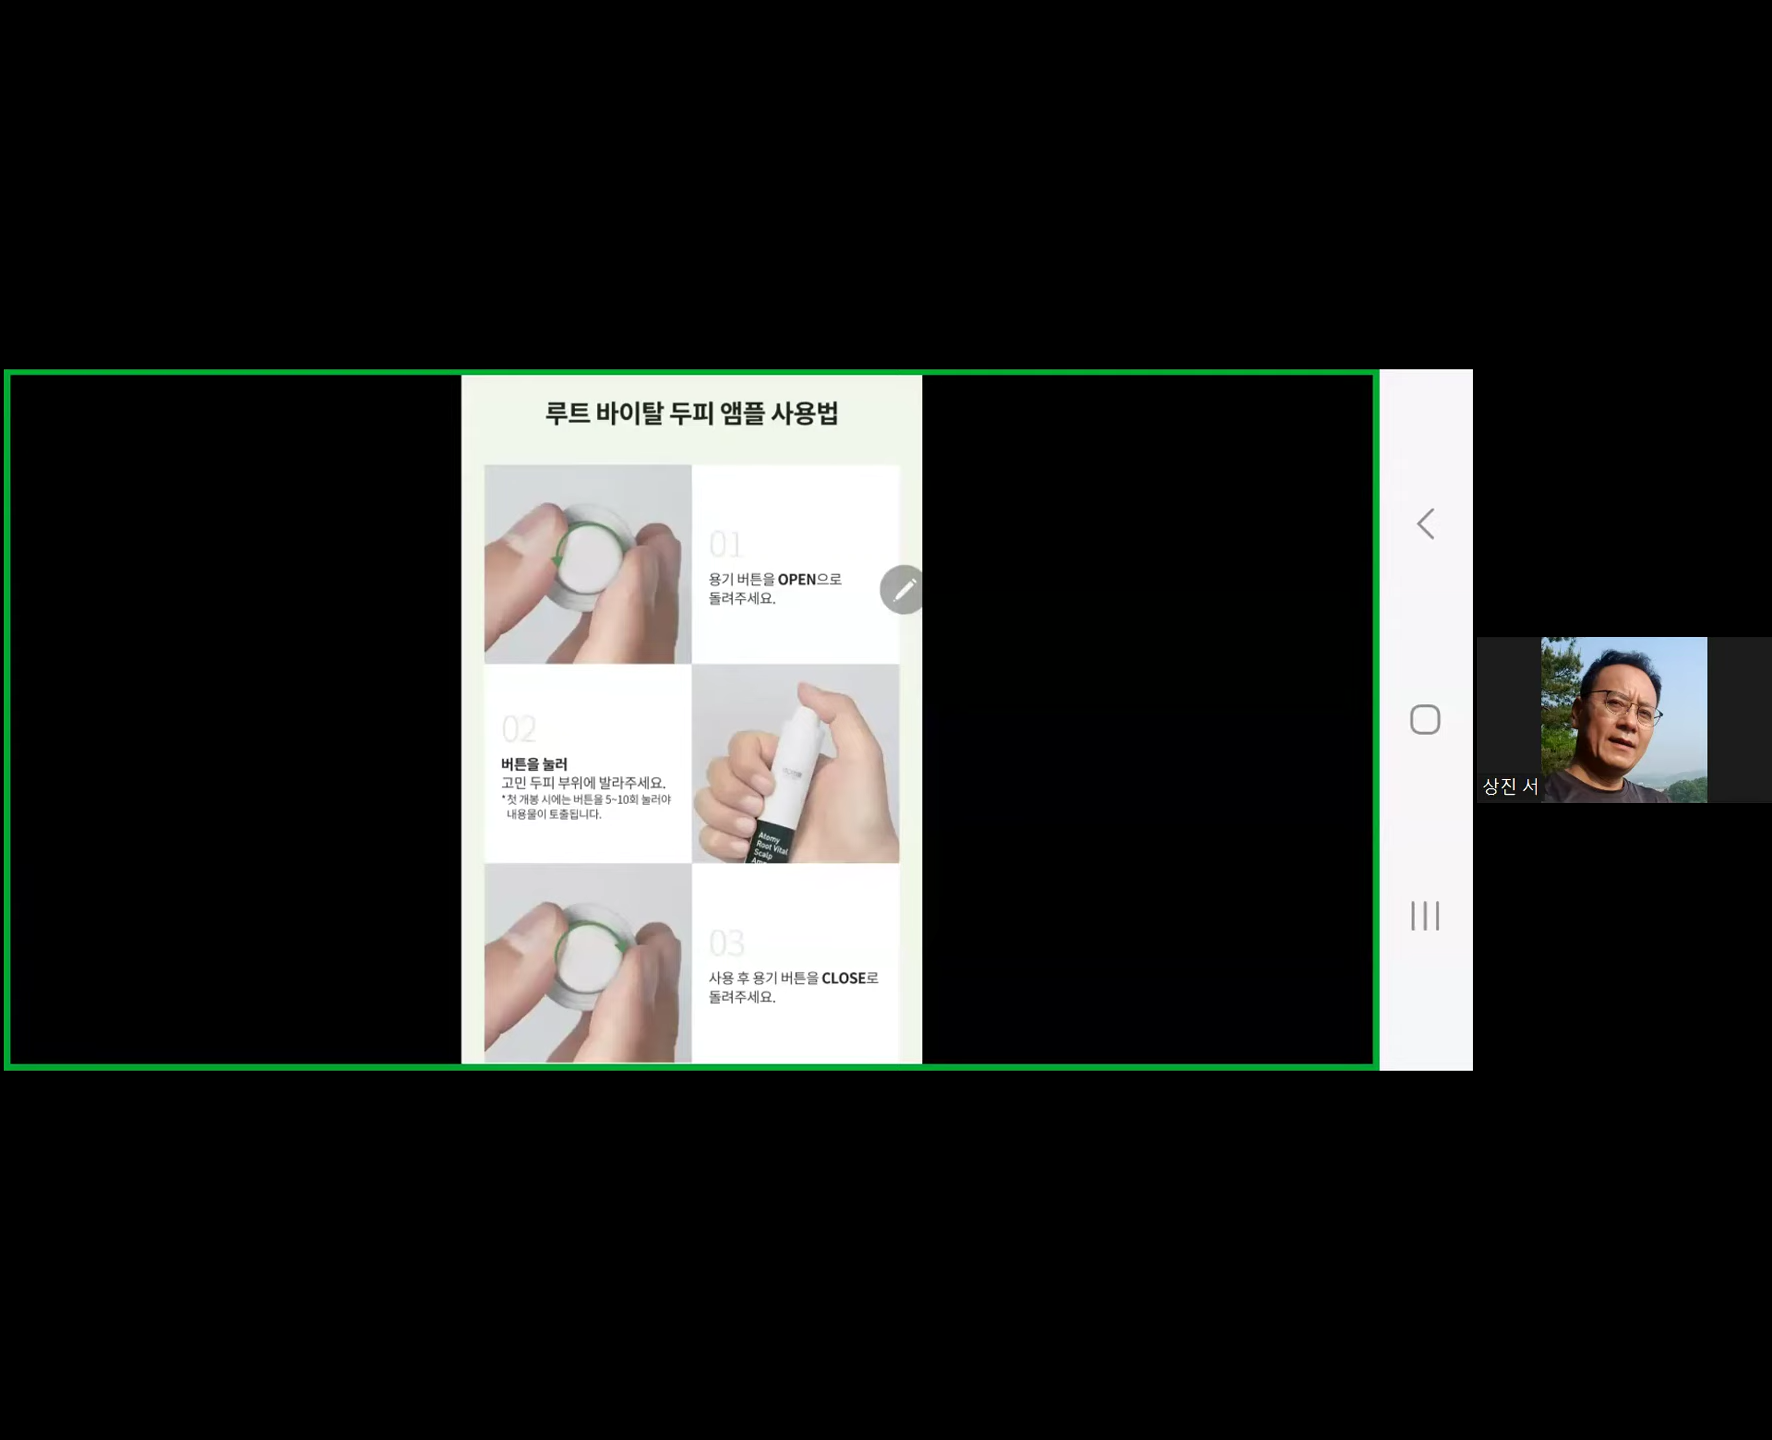 루트 바이탈 두피 앰플 사용법
01
용기 버튼을 OPEN으로
돌려주세요.
02
버튼을 눌러
고민 두피 부위에 발라주세요.
*첫 개봉 시에는 버튼을 5~10회 눌러야
내용물이 토출됩니다.
Atomy
Root Vital
Scalp
03
사용 후 용기 버튼을 CLOSE로
돌려주세요.
상진 서